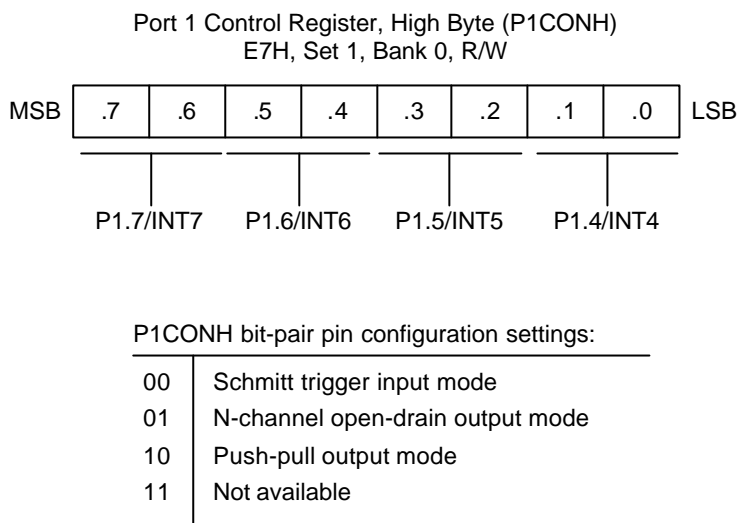 Port 1 Control Register, High Byte (P1CONH)
E7H, Set 1, Bank 0, R/W
MSB .7 .6 .5 .4 .3 .2 .1 .0 LSB
P1.7/INT7 P1.6/INT6 P1.5/INT5 P1.4/INT4
P1CONH bit-pair pin configuration settings:
00 Schmitt trigger input mode
01 N-channel open-drain output mode
10 Push-pull output mode
11 Not available